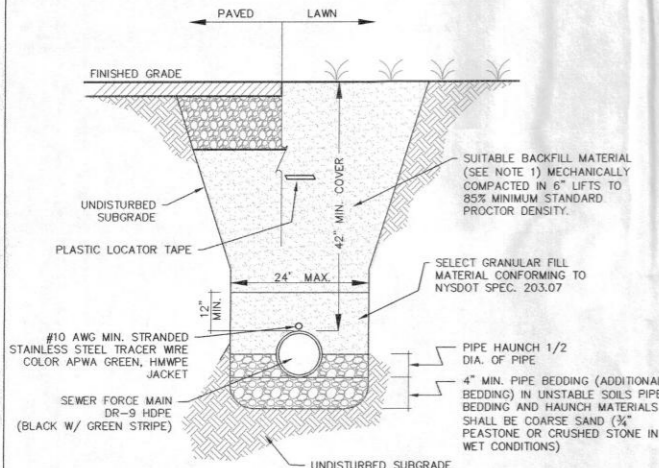 PAVED LAWN
FINISHED GRADE
SUITABLE BACKFILL MATERIAL
(SEE NOTE 1) MECHANICALLY
COMPACTED IN 6" LIFTS TO
85% MINIMUM STANDARD
PROCTOR DENSITY.
42" MIN. COVER
UNDISTURBED
SUBGRADE
PLASTIC LOCATOR TAPE
SELECT GRANULAR FILL
MATERIAL CONFORMING TO
NYSDOT SPEC. 203.07
24' MAX.
12"
MIN.
#10 AWG MIN. STRANDED
STAINLESS STEEL TRACER WIRE
COLOR APWA GREEN, HMWPE
JACKET
PIPE HAUNCH 1/2
DIA. OF PIPE
SEWER FORCE MAIN
DR-9 HDPE
(BLACK W/ GREEN STRIPE)
4" MIN. PIPE BEDDING (ADDITIONAL
BEDDING) IN UNSTABLE SOILS PIPE
BEDDING AND HAUNCH MATERIALS
SHALL BE COARSE SAND (¾"
PEASTONE OR CRUSHED STONE IN
WET CONDITIONS)
UNDISTURBED SUBGRADE